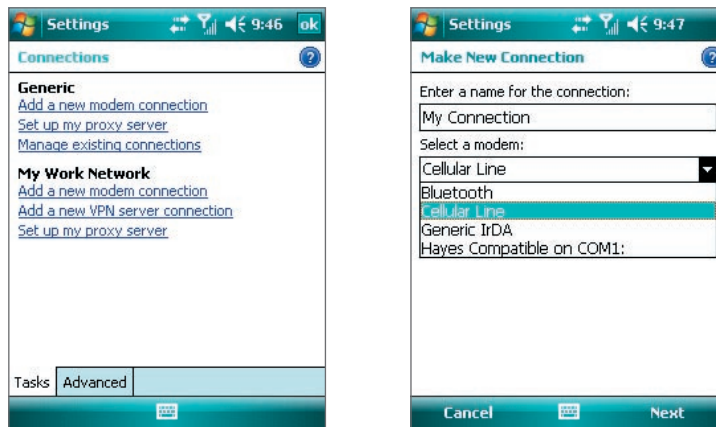 Settings 9:46 ok
Connections
Generic
Add a new modem connection
Set up my proxy server
Manage existing connections
My Work Network
Add a new modem connection
Add a new VPN server connection
Set up my proxy server
Tasks Advanced
Settings 9:47
Make New Connection
Enter a name for the connection:
My Connection
Select a modem:
Cellular Line
Bluetooth
Cellular Line
Generic IrDA
Hayes Compatible on COM1:
Cancel Next